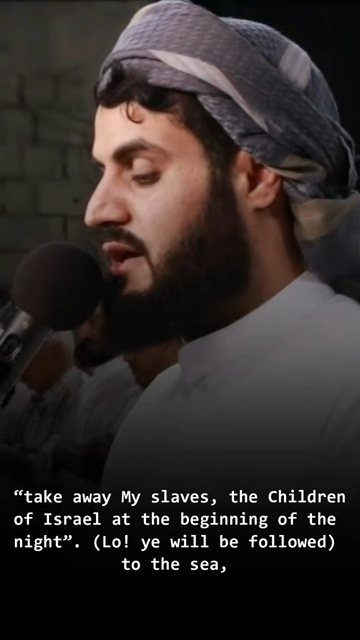 “take away My slaves, the Children
of Israel at the beginning of the
night”. (Lo! ye will be followed)
to the sea,